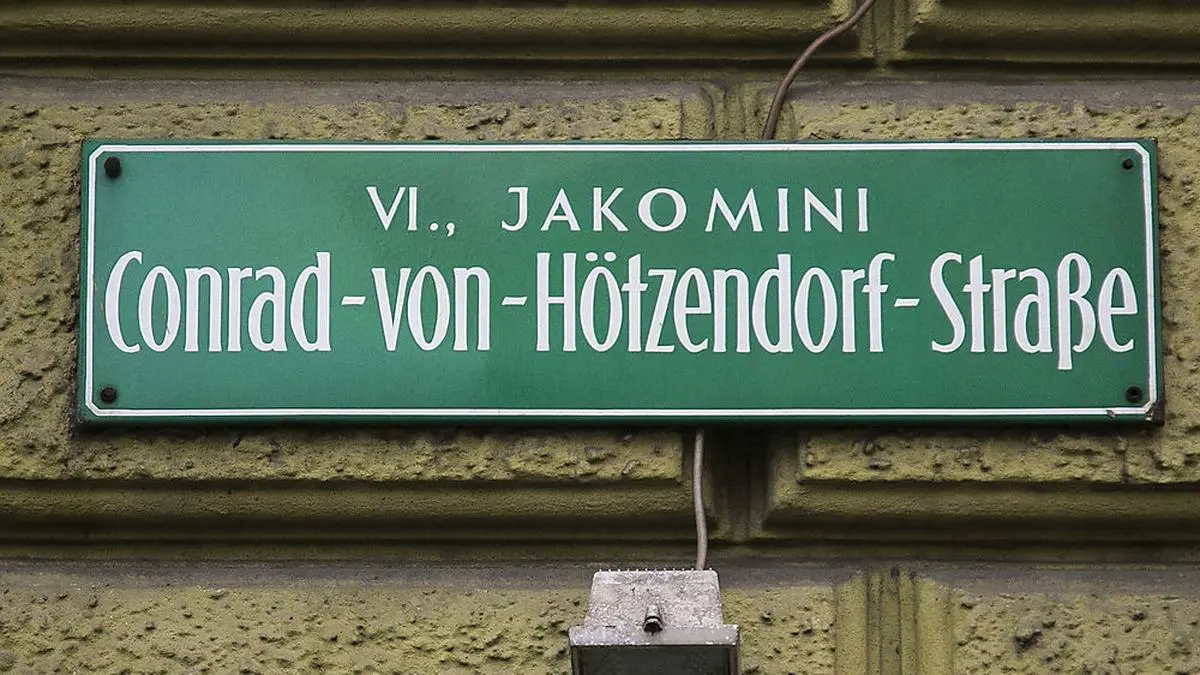 VI., JAKOMINI
Conrad-von-Hötzendorf-Straße